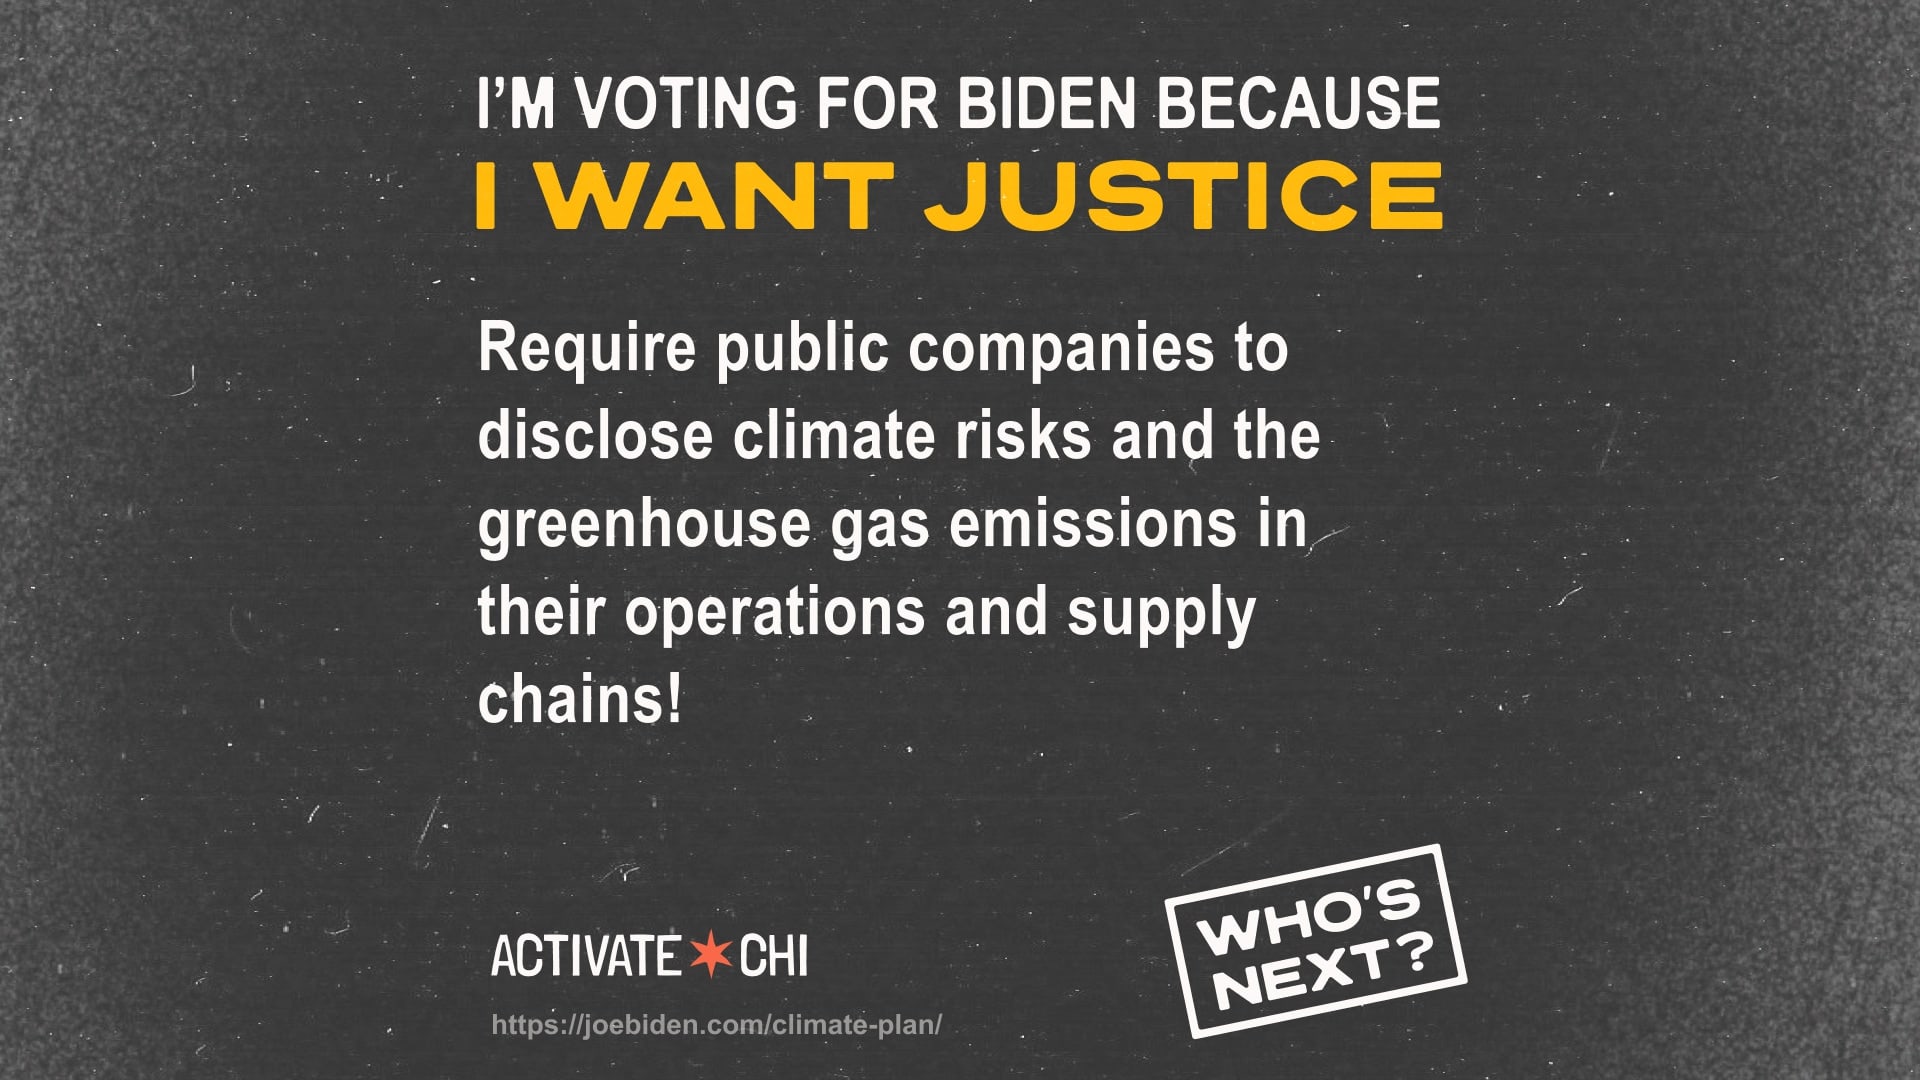 I’M VOTING FOR BIDEN BECAUSE
I WANT JUSTICE
Require public companies to
disclose climate risks and the
greenhouse gas emissions in
their operations and supply
chains!
ACTIVATE CHI
https://joebiden.com/climate-plan/
WHO'S
NEXT?